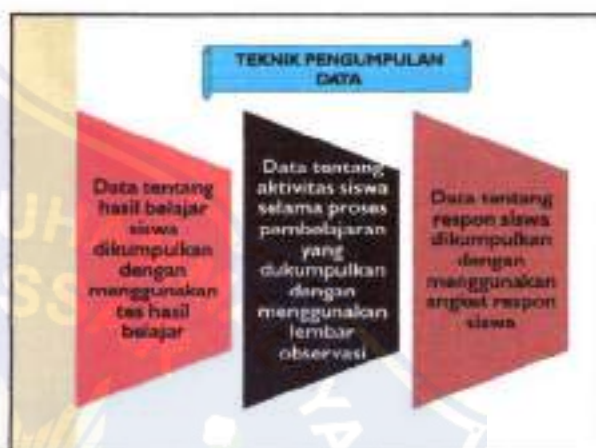 TEKNIK PENGUMPULAN
DATA
Data tentang
hasil belajar
siswa
dikumpulkan
dengan
menggunakan
tes hasil
belajar
Data tentang
aktivitas siswa
selama proses
pembelajaran
yang
dukumpulkan
dengan
menggunakan
lembar
observasi
Data tentang
respon siswa
dikumpulkan
dengan
menggunakan
angket respon
siswa